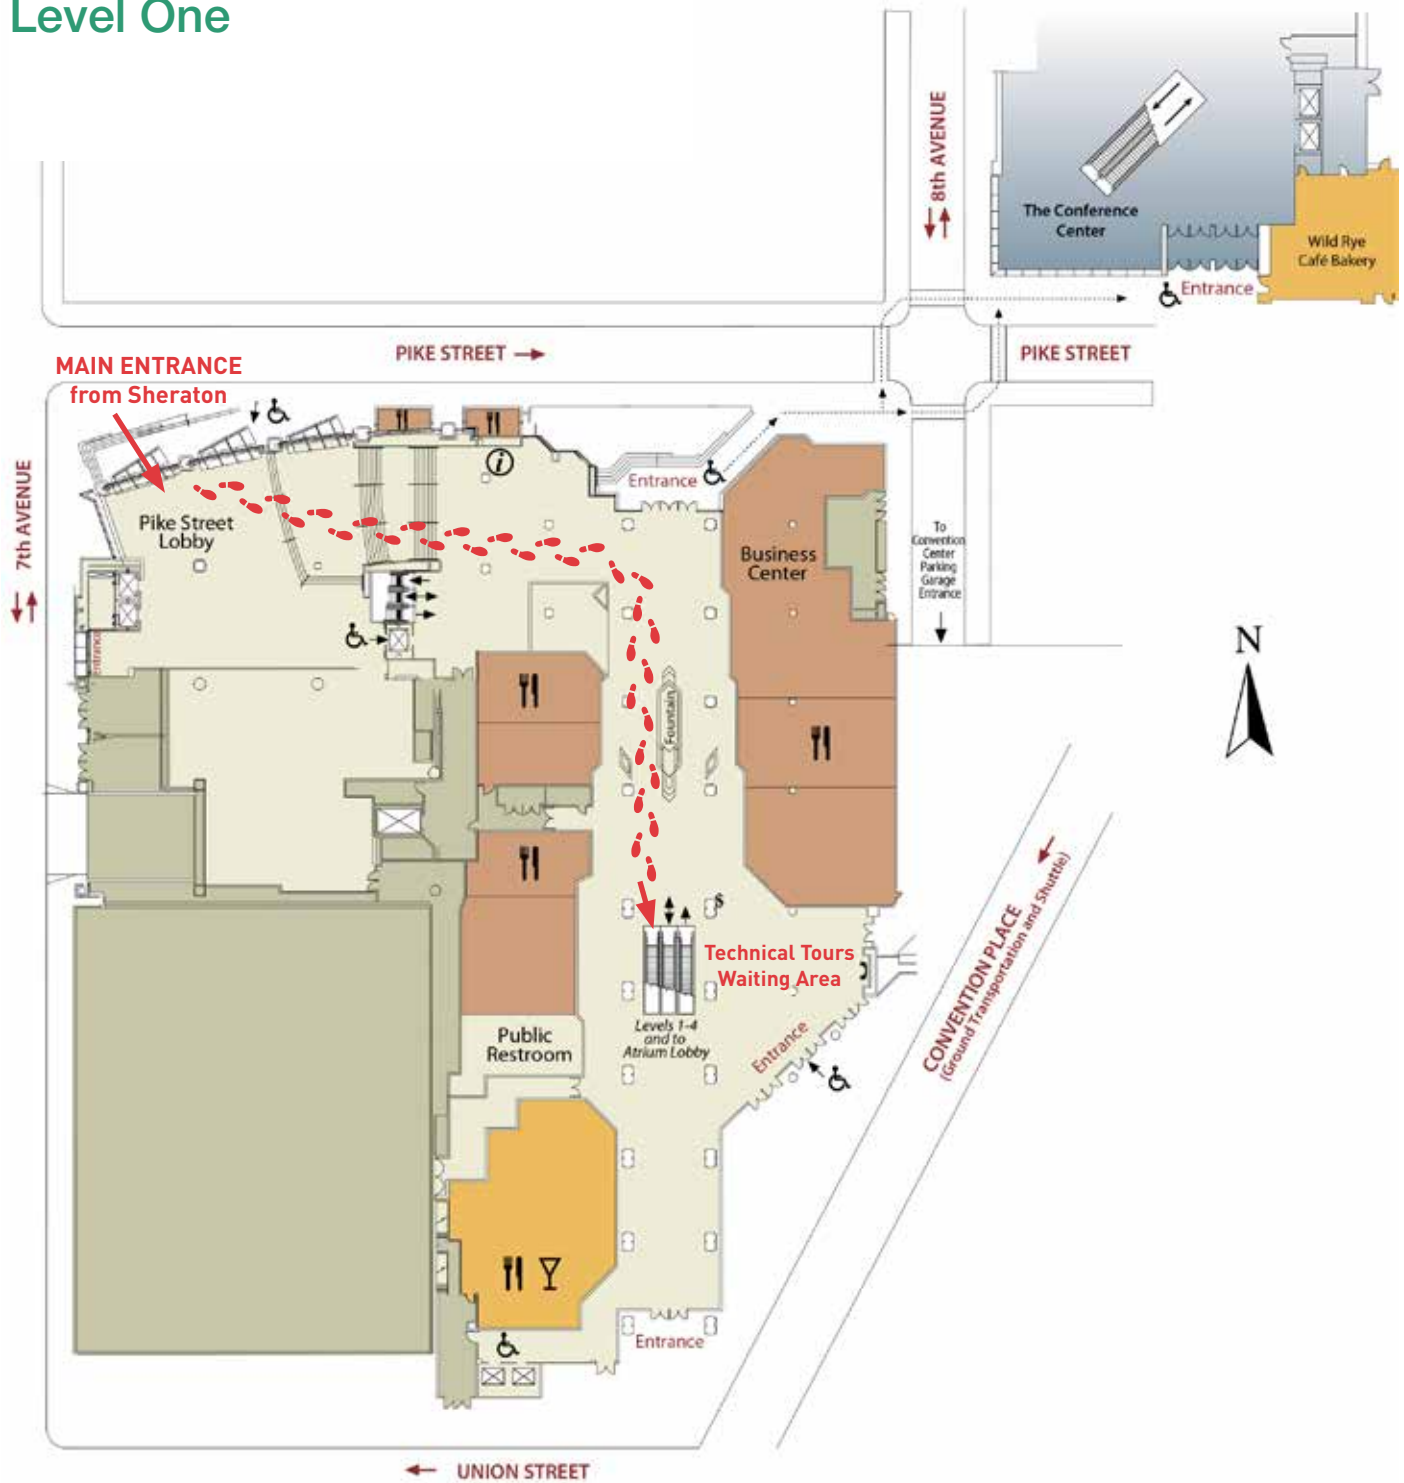 Level One
8th AVENUE
The Conference
Center
Wild Rye
Café Bakery
Entrance
PIKE STREET
PIKE STREET
MAIN ENTRANCE
from Sheraton
7th AVENUE
i
Entrance
Pike Street
Lobby
Business
Center
To
Convention
Center
Parking
Garage
Entrance
Entrance
N
Fountain
$
Technical Tours
Waiting Area
Levels 1-4
and to
Atrium Lobby
Public
Restroom
Entrance
CONVENTION PLACE
(Ground Transportation and Shuttle)
Entrance
UNION STREET